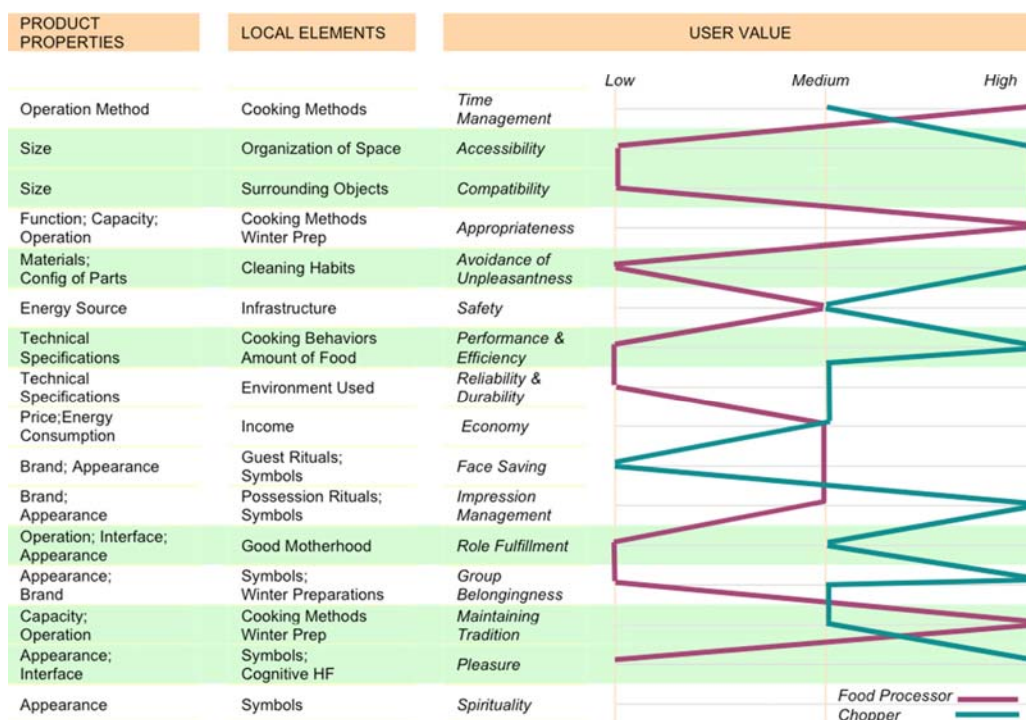 PRODUCT
PROPERTIES
LOCAL ELEMENTS
USER VALUE
Low
Medium
High
Operation Method
Cooking Methods
Time
Management
Size
Organization of Space
Accessibility
Size
Surrounding Objects
Compatibility
Function; Capacity;
Operation
Cooking Methods
Winter Prep
Appropriateness
Materials;
Config of Parts
Cleaning Habits
Avoidance of
Unpleasantness
Energy Source
Infrastructure
Safety
Technical
Specifications
Cooking Behaviors
Amount of Food
Performance &
Efficiency
Technical
Specifications
Environment Used
Reliability &
Durability
Price;Energy
Consumption
Income
Economy
Brand; Appearance
Guest Rituals;
Symbols
Face Saving
Brand;
Appearance
Possession Rituals;
Symbols
Impression
Management
Operation; Interface;
Appearance
Good Motherhood
Role Fulfillment
Appearance;
Brand
Symbols;
Winter Preparations
Group
Belongingness
Capacity;
Operation
Cooking Methods
Winter Prep
Maintaining
Tradition
Appearance;
Interface
Symbols;
Cognitive HF
Pleasure
Appearance
Symbols
Spirituality
Food Processor
Chopper